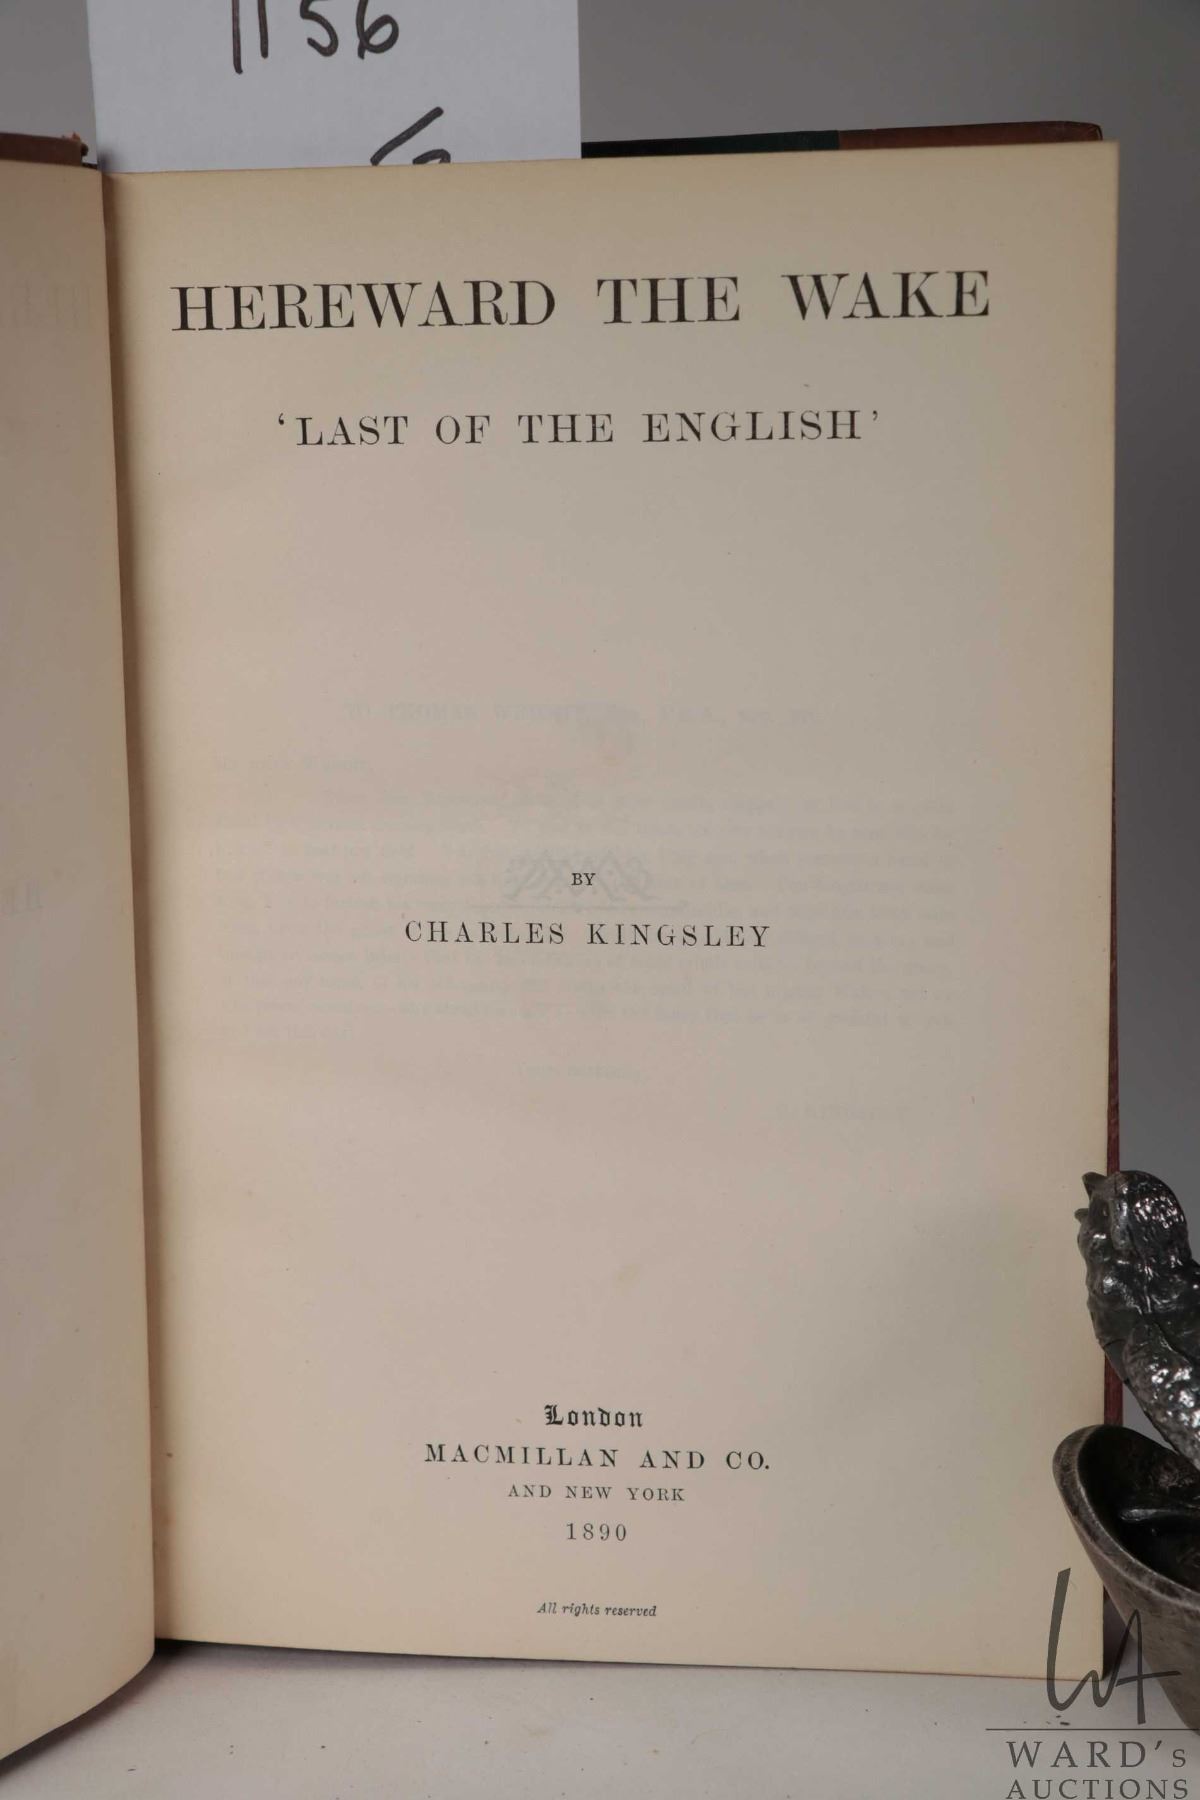 1156
HEREWARD THE WAKE
'LAST OF THE ENGLISH'
BY
CHARLES KINGSLEY
London
MACMILLAN AND CO.
AND NEW YORK
1890
All rights reserved
WA
WARD's
AUCTIONS